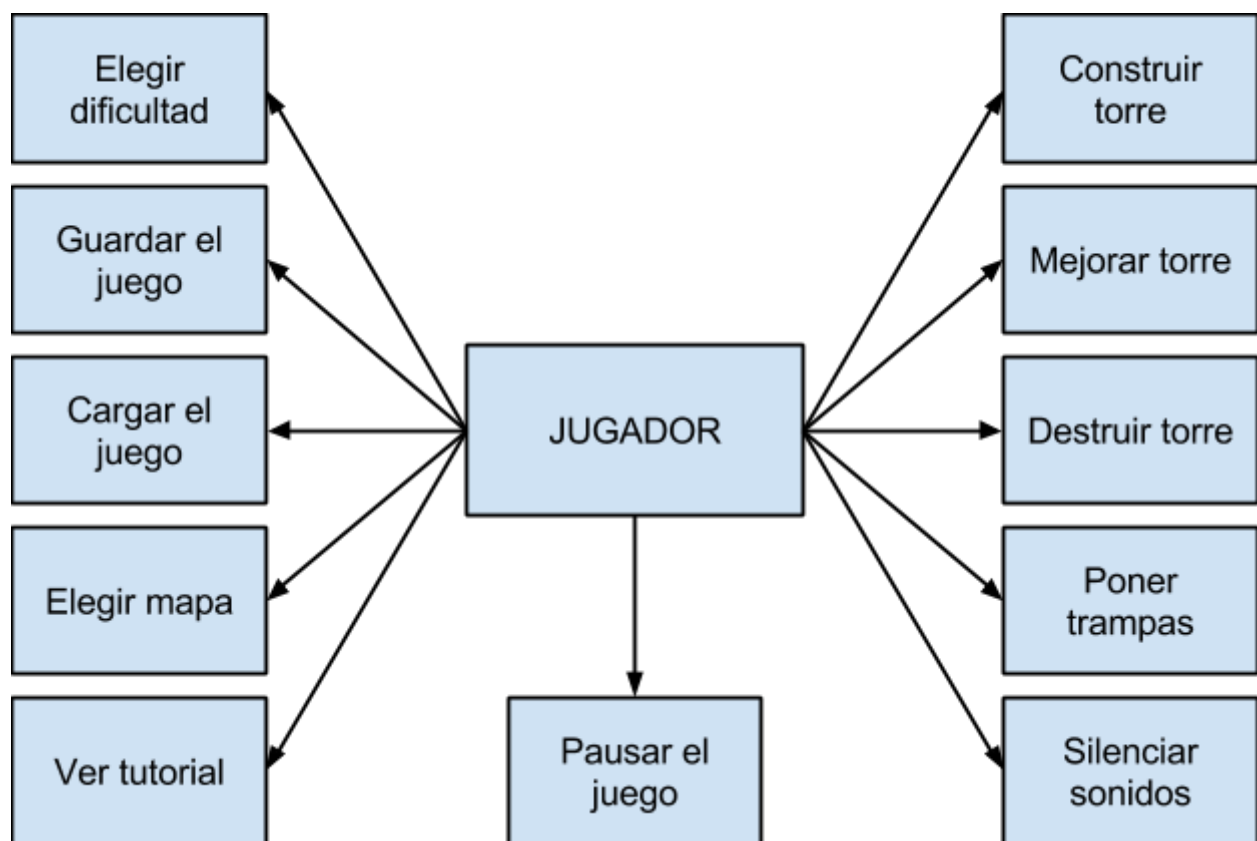 Elegir
dificultad
Guardar el
juego
Cargar el
juego
Elegir mapa
Ver tutorial
JUGADOR
Pausar el
juego
Construir
torre
Mejorar torre
Destruir torre
Poner
trampas
Silenciar
sonidos